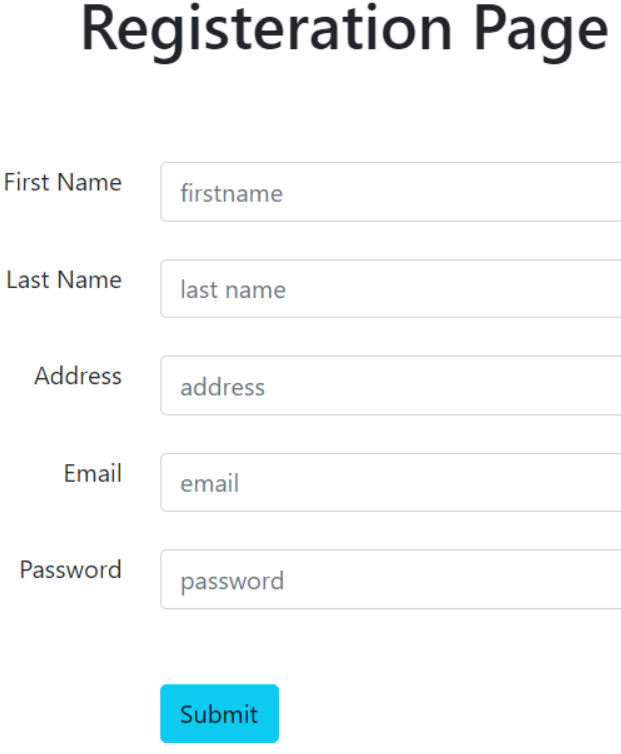 Registeration Page
First Name
firstname
Last Name
last name
Address
address
Email
email
Password
password
Submit